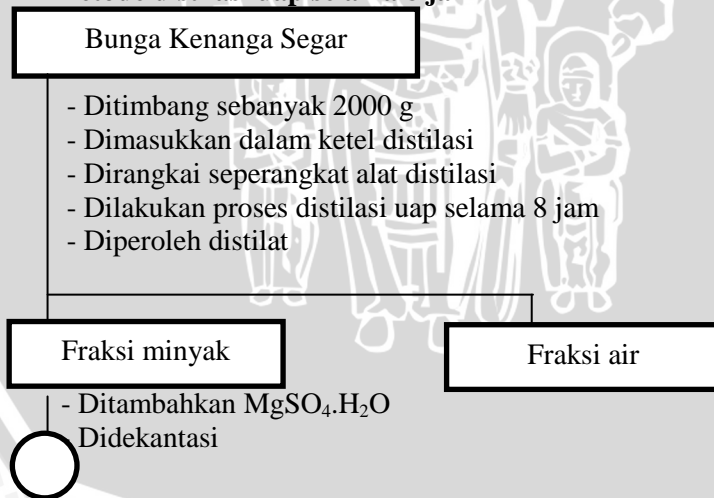 Bunga Kenanga Segar
- Ditimbang sebanyak 2000 g
- Dimasukkan dalam ketel distilasi
- Dirangkai seperangkat alat distilasi
- Dilakukan proses distilasi uap selama 8 jam
- Diperoleh distilat
Fraksi minyak
Fraksi air
- Ditambahkan MgSO₄.H₂O
- Didekantasi